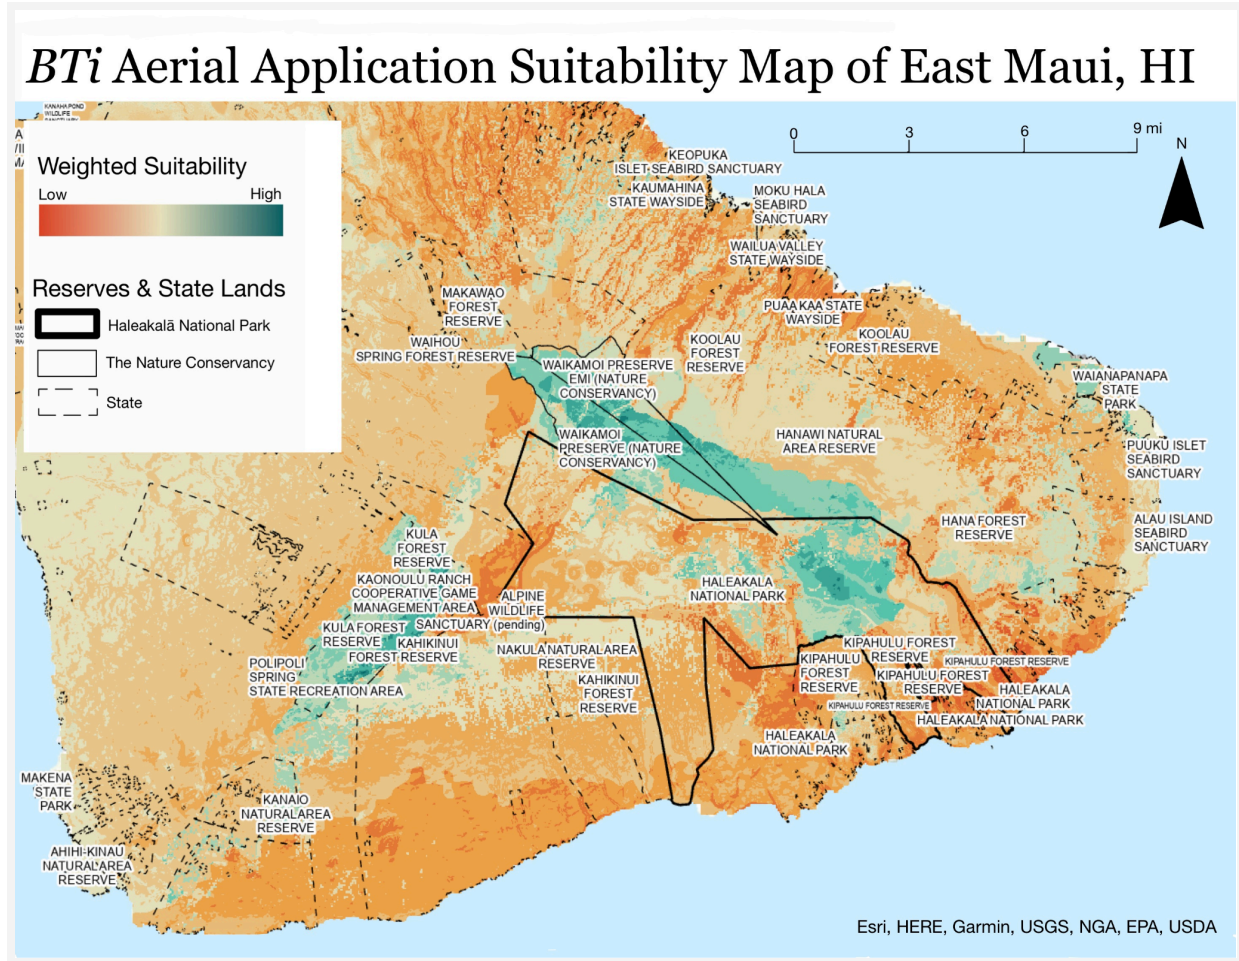 BTi Aerial Application Suitability Map of East Maui, HI
KANAHA POND
WILDLIFE
SANCTUARY
Weighted Suitability
Low
High
Reserves & State Lands
Haleakalā National Park
The Nature Conservancy
State
0
3
6
9 mi
N
KEOPUKA
ISLET SEABIRD SANCTUARY
KAUMAHINA
STATE WAYSIDE
MOKU HALA
SEABIRD
SANCTUARY
WAILUA VALLEY
STATE WAYSIDE
MAKAWAO
FOREST
RESERVE
PUAA KAA STATE
WAYSIDE
WAIHOU
SPRING FOREST RESERVE
KOOLAU
FOREST
RESERVE
KOOLAU
FOREST RESERVE
WAIKAMOI PRESERVE
EMI (NATURE
CONSERVANCY)
WAIANAPANAPA
STATE
PARK
WAIKAMOI
PRESERVE (NATURE
CONSERVANCY)
HANAWI NATURAL
AREA RESERVE
PUUKU ISLET
SEABIRD
SANCTUARY
HANA FOREST
RESERVE
ALAU ISLAND
SEABIRD
SANCTUARY
KULA
FOREST
RESERVE
KAONOULU RANCH
COOPERATIVE GAME
MANAGEMENT AREA
ALPINE
WILDLIFE
SANCTUARY (pending)
HALEAKALA
NATIONAL PARK
KULA FOREST
RESERVE
KAHIKINUI
FOREST RESERVE
NAKULA NATURAL AREA
RESERVE
KIPAHULU FOREST
RESERVE
POLIPOLI
SPRING
STATE RECREATION AREA
KAHIKINUI
FOREST
RESERVE
KIPAHULU
FOREST
RESERVE
KIPAHULU FOREST RESERVE
KIPAHULU FOREST
RESERVE
KIPAHULU FOREST RESERVE
HALEAKALA
NATIONAL PARK
HALEAKALA NATIONAL PARK
HALEAKALA
NATIONAL PARK
MAKENA
STATE
PARK
KANAIO
NATURAL AREA
RESERVE
AHIHI-KINAU
NATURAL AREA
RESERVE
Esri, HERE, Garmin, USGS, NGA, EPA, USDA